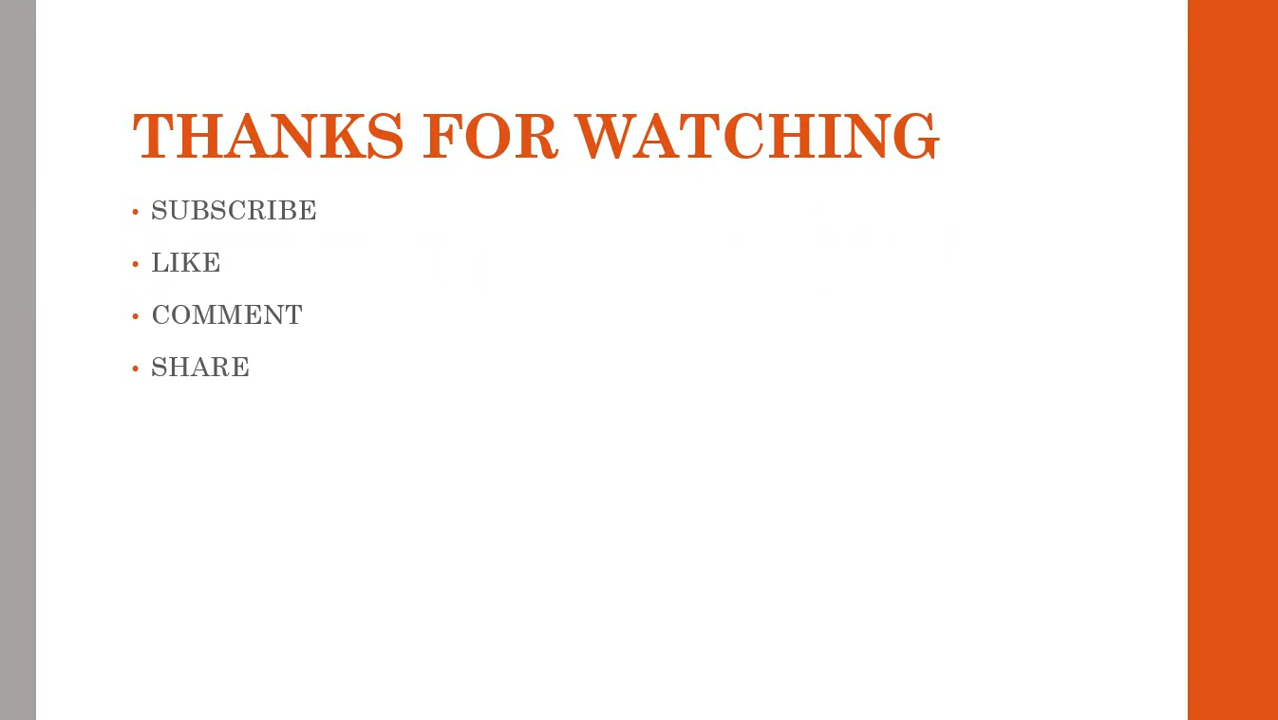 THANKS FOR WATCHING
• SUBSCRIBE
• LIKE
• COMMENT
• SHARE